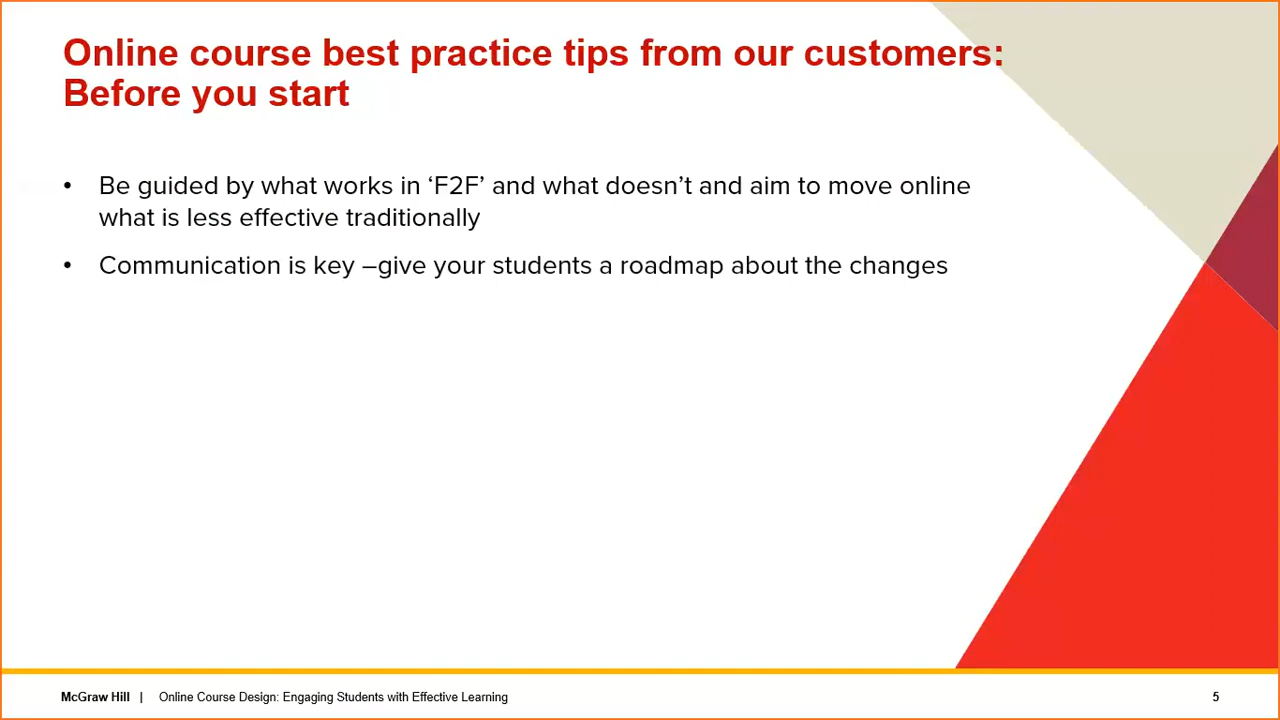 Online course best practice tips from our customers:
Before you start
• Be guided by what works in ‘F2F’ and what doesn’t and aim to move online
what is less effective traditionally
• Communication is key –give your students a roadmap about the changes
McGraw Hill | Online Course Design: Engaging Students with Effective Learning 5